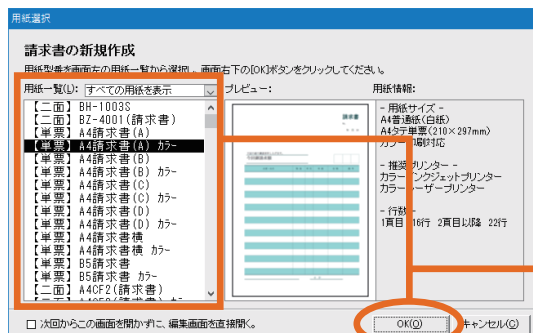 用紙選択
請求書の新規作成
用紙型番を画面左の用紙一覧から選択し、画面右下の[OK]ボタンをクリックしてください。
用紙一覧(L): すべての用紙を表示
プレビュー:
用紙情報:
【二面】BH-1003S
【二面】BZ-4001(請求書)
【単票】A4請求書(A)
【単票】A4請求書(A) カラー
【単票】A4請求書(B)
【単票】A4請求書(B) カラー
【単票】A4請求書(C)
【単票】A4請求書(C) カラー
【単票】A4請求書(D)
【単票】A4請求書(D) カラー
【単票】A4請求書横
【単票】A4請求書横 カラー
【単票】B5請求書
【単票】B5請求書 カラー
【二面】A4CF2(請求書)
請求書
- 用紙サイズ -
A4普通紙(白紙)
A4タテ単票(210×297mm)
カラー印刷対応
- 推奨プリンター -
カラーインクジェットプリンター
カラーレーザープリンター
- 行数 -
1頁目 16行 2頁目以降 22行
次回からこの画面を開かずに、編集画面を直接開く。
OK(O)
キャンセル(C)